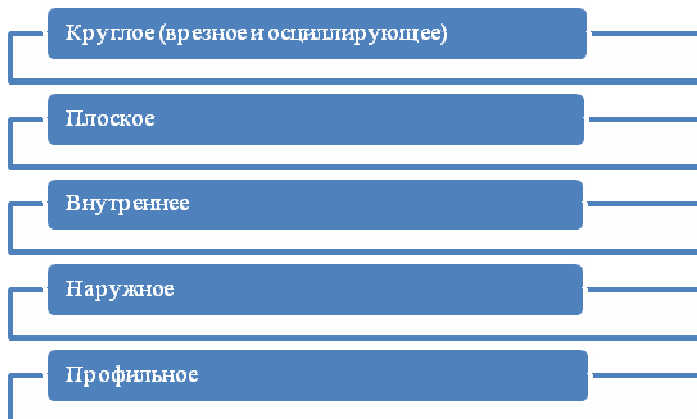 Круглое (врезное и осциллирующее)
Плоское
Внутреннее
Наружное
Профильное